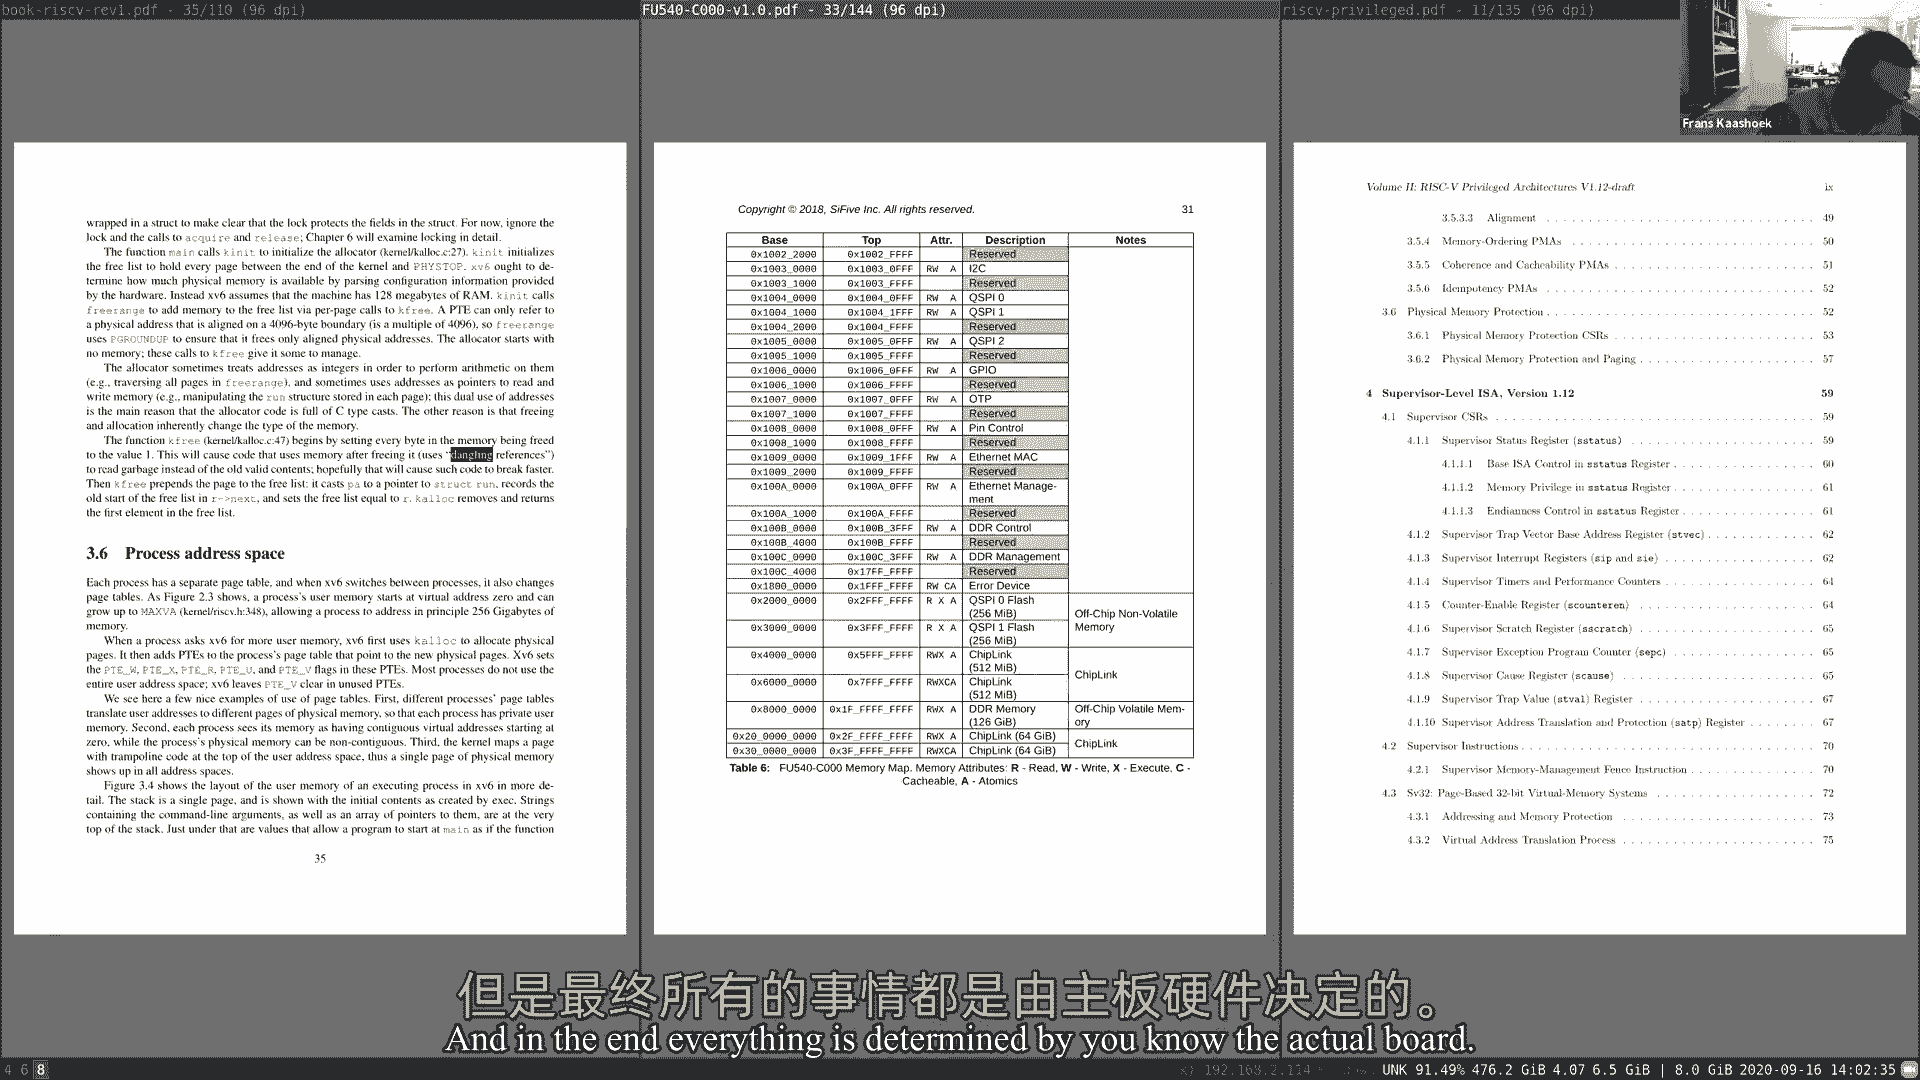 book-riscv-rev1.pdf - 35/110 (96 dpi)
FU540-C000-v1.0.pdf - 33/144 (96 dpi)
riscv-privileged.pdf - 11/135 (96 dpi)
Frans Kaashoek
wrapped in a struct to make clear that the lock protects the fields in the struct. For now, ignore the
lock and the calls to acquire and release; Chapter 6 will examine locking in detail.
The function main calls kinit to initialize the allocator (kernel/kalloc.c:27). kinit initializes
the free list to hold every page between the end of the kernel and PHYSTOP. xv6 ought to de-
termine how much physical memory is available by parsing configuration information provided
by the hardware. Instead xv6 assumes that the machine has 128 megabytes of RAM. kinit calls
freerange to add memory to the free list via per-page calls to kfree. A PTE can only refer to
a physical address that is aligned on a 4096-byte boundary (is a multiple of 4096), so freerange
uses PGROUNDUP to ensure that it frees only aligned physical addresses. The allocator starts with
no memory; these calls to kfree give it some to manage.
The allocator sometimes treats addresses as integers in order to perform arithmetic on them
(e.g., traversing all pages in freerange), and sometimes uses addresses as pointers to read and
write memory (e.g., manipulating the run structure stored in each page); this dual use of addresses
is the main reason that the allocator code is full of C type casts. The other reason is that freeing
and allocation inherently change the type of the memory.
The function kfree (kernel/kalloc.c:47) begins by setting every byte in the memory being freed
to the value 1. This will cause code that uses memory after freeing it (uses “dangling references”)
to read garbage instead of the old valid contents; hopefully that will cause such code to break faster.
Then kfree prepends the page to the free list: it casts pa to a pointer to struct run, records the
old start of the free list in r->next, and sets the free list equal to r. kalloc removes and returns
the first element in the free list.
3.6 Process address space
Each process has a separate page table, and when xv6 switches between processes, it also changes
page tables. As Figure 2.3 shows, a process's user memory starts at virtual address zero and can
grow up to MAXVA (kernel/riscv.h:348), allowing a process to address in principle 256 Gigabytes of
memory.
When a process asks xv6 for more user memory, xv6 first uses kalloc to allocate physical
pages. It then adds PTEs to the process's page table that point to the new physical pages. Xv6 sets
the PTE_W, PTE_X, PTE_R, PTE_U, and PTE_V flags in these PTEs. Most processes do not use the
entire user address space; xv6 leaves PTE_V clear in unused PTEs.
We see here a few nice examples of use of page tables. First, different processes' page tables
translate user addresses to different pages of physical memory, so that each process has private user
memory. Second, each process sees its memory as having contiguous virtual addresses starting at
zero, while the process's physical memory can be non-contiguous. Third, the kernel maps a page
with trampoline code at the top of the user address space, thus a single page of physical memory
shows up in all address spaces.
Figure 3.4 shows the layout of the user memory of an executing process in xv6 in more de-
tail. The stack is a single page, and is shown with the initial contents as created by exec. Strings
containing the command-line arguments, as well as an array of pointers to them, are at the very
top of the stack. Just under that are values that allow a program to start at main as if the function
35
Copyright © 2018, SiFive Inc. All rights reserved. 31
Base Top Attr. Description Notes
0x1002_2000 0x1002_FFFF Reserved
0x1003_0000 0x1003_0FFF RW A I2C
0x1003_1000 0x1003_FFFF Reserved
0x1004_0000 0x1004_0FFF RW A QSPI 0
0x1004_1000 0x1004_1FFF RW A QSPI 1
0x1004_2000 0x1004_FFFF Reserved
0x1005_0000 0x1005_0FFF RW A QSPI 2
0x1005_1000 0x1005_FFFF Reserved
0x1006_0000 0x1006_0FFF RW A GPIO
0x1006_1000 0x1006_FFFF Reserved
0x1007_0000 0x1007_0FFF RW A OTP
0x1007_1000 0x1007_FFFF Reserved
0x1008_0000 0x1008_0FFF RW A Pin Control
0x1008_1000 0x1008_FFFF Reserved
0x1009_0000 0x1009_1FFF RW A Ethernet MAC
0x1009_2000 0x1009_FFFF Reserved
0x100A_0000 0x100A_0FFF RW A Ethernet Manage-
ment
0x100A_1000 0x100A_FFFF Reserved
0x100B_0000 0x100B_3FFF RW A DDR Control
0x100B_4000 0x100B_FFFF Reserved
0x100C_0000 0x100C_3FFF RW A DDR Management
0x100C_4000 0x17FF_FFFF Reserved
0x1800_0000 0x1FFF_FFFF RW CA Error Device
0x2000_0000 0x2FFF_FFFF R X A QSPI 0 Flash
(256 MiB)
Off-Chip Non-Volatile
Memory
0x3000_0000 0x3FFF_FFFF R X A QSPI 1 Flash
(256 MiB)
0x4000_0000 0x5FFF_FFFF RWX A ChipLink
(512 MiB)
ChipLink
0x6000_0000 0x7FFF_FFFF RWXCA ChipLink
(512 MiB)
0x8000_0000 0x1F_FFFF_FFFF RWX A DDR Memory
(126 GiB)
Off-Chip Volatile Mem-
ory
0x20_0000_0000 0x2F_FFFF_FFFF RWX A ChipLink (64 GiB)
ChipLink
0x30_0000_0000 0x3F_FFFF_FFFF RWXCA ChipLink (64 GiB)
Table 6: FU540-C000 Memory Map. Memory Attributes: R - Read, W - Write, X - Execute, C -
Cacheable, A - Atomics
Volume II: RISC-V Privileged Architectures V1.12-draft ix
3.5.3.3 Alignment 49
3.5.4 Memory-Ordering PMAs 50
3.5.5 Coherence and Cacheability PMAs 51
3.5.6 Idempotency PMAs 52
3.6 Physical Memory Protection 52
3.6.1 Physical Memory Protection CSRs 53
3.6.2 Physical Memory Protection and Paging 57
4 Supervisor-Level ISA, Version 1.12 59
4.1 Supervisor CSRs 59
4.1.1 Supervisor Status Register (sstatus) 59
4.1.1.1 Base ISA Control in sstatus Register 60
4.1.1.2 Memory Privilege in sstatus Register 61
4.1.1.3 Endianness Control in sstatus Register 61
4.1.2 Supervisor Trap Vector Base Address Register (stvec) 62
4.1.3 Supervisor Interrupt Registers (sip and sie) 62
4.1.4 Supervisor Timers and Performance Counters 64
4.1.5 Counter-Enable Register (scounteren) 64
4.1.6 Supervisor Scratch Register (sscratch) 65
4.1.7 Supervisor Exception Program Counter (sepc) 65
4.1.8 Supervisor Cause Register (scause) 65
4.1.9 Supervisor Trap Value (stval) Register 67
4.1.10 Supervisor Address Translation and Protection (satp) Register 67
4.2 Supervisor Instructions 70
4.2.1 Supervisor Memory-Management Fence Instruction 70
4.3 Sv32: Page-Based 32-bit Virtual-Memory Systems 72
4.3.1 Addressing and Memory Protection 73
4.3.2 Virtual Address Translation Process 75
但是最终所有的事情都是由主板硬件决定的。
And in the end everything is determined by you know the actual board.
4 6 8
192.168.2.114
UNK 91.49% 476.2 GiB 4.07 6.5 GiB | 8.0 GiB 2020-09-16 14:02:35